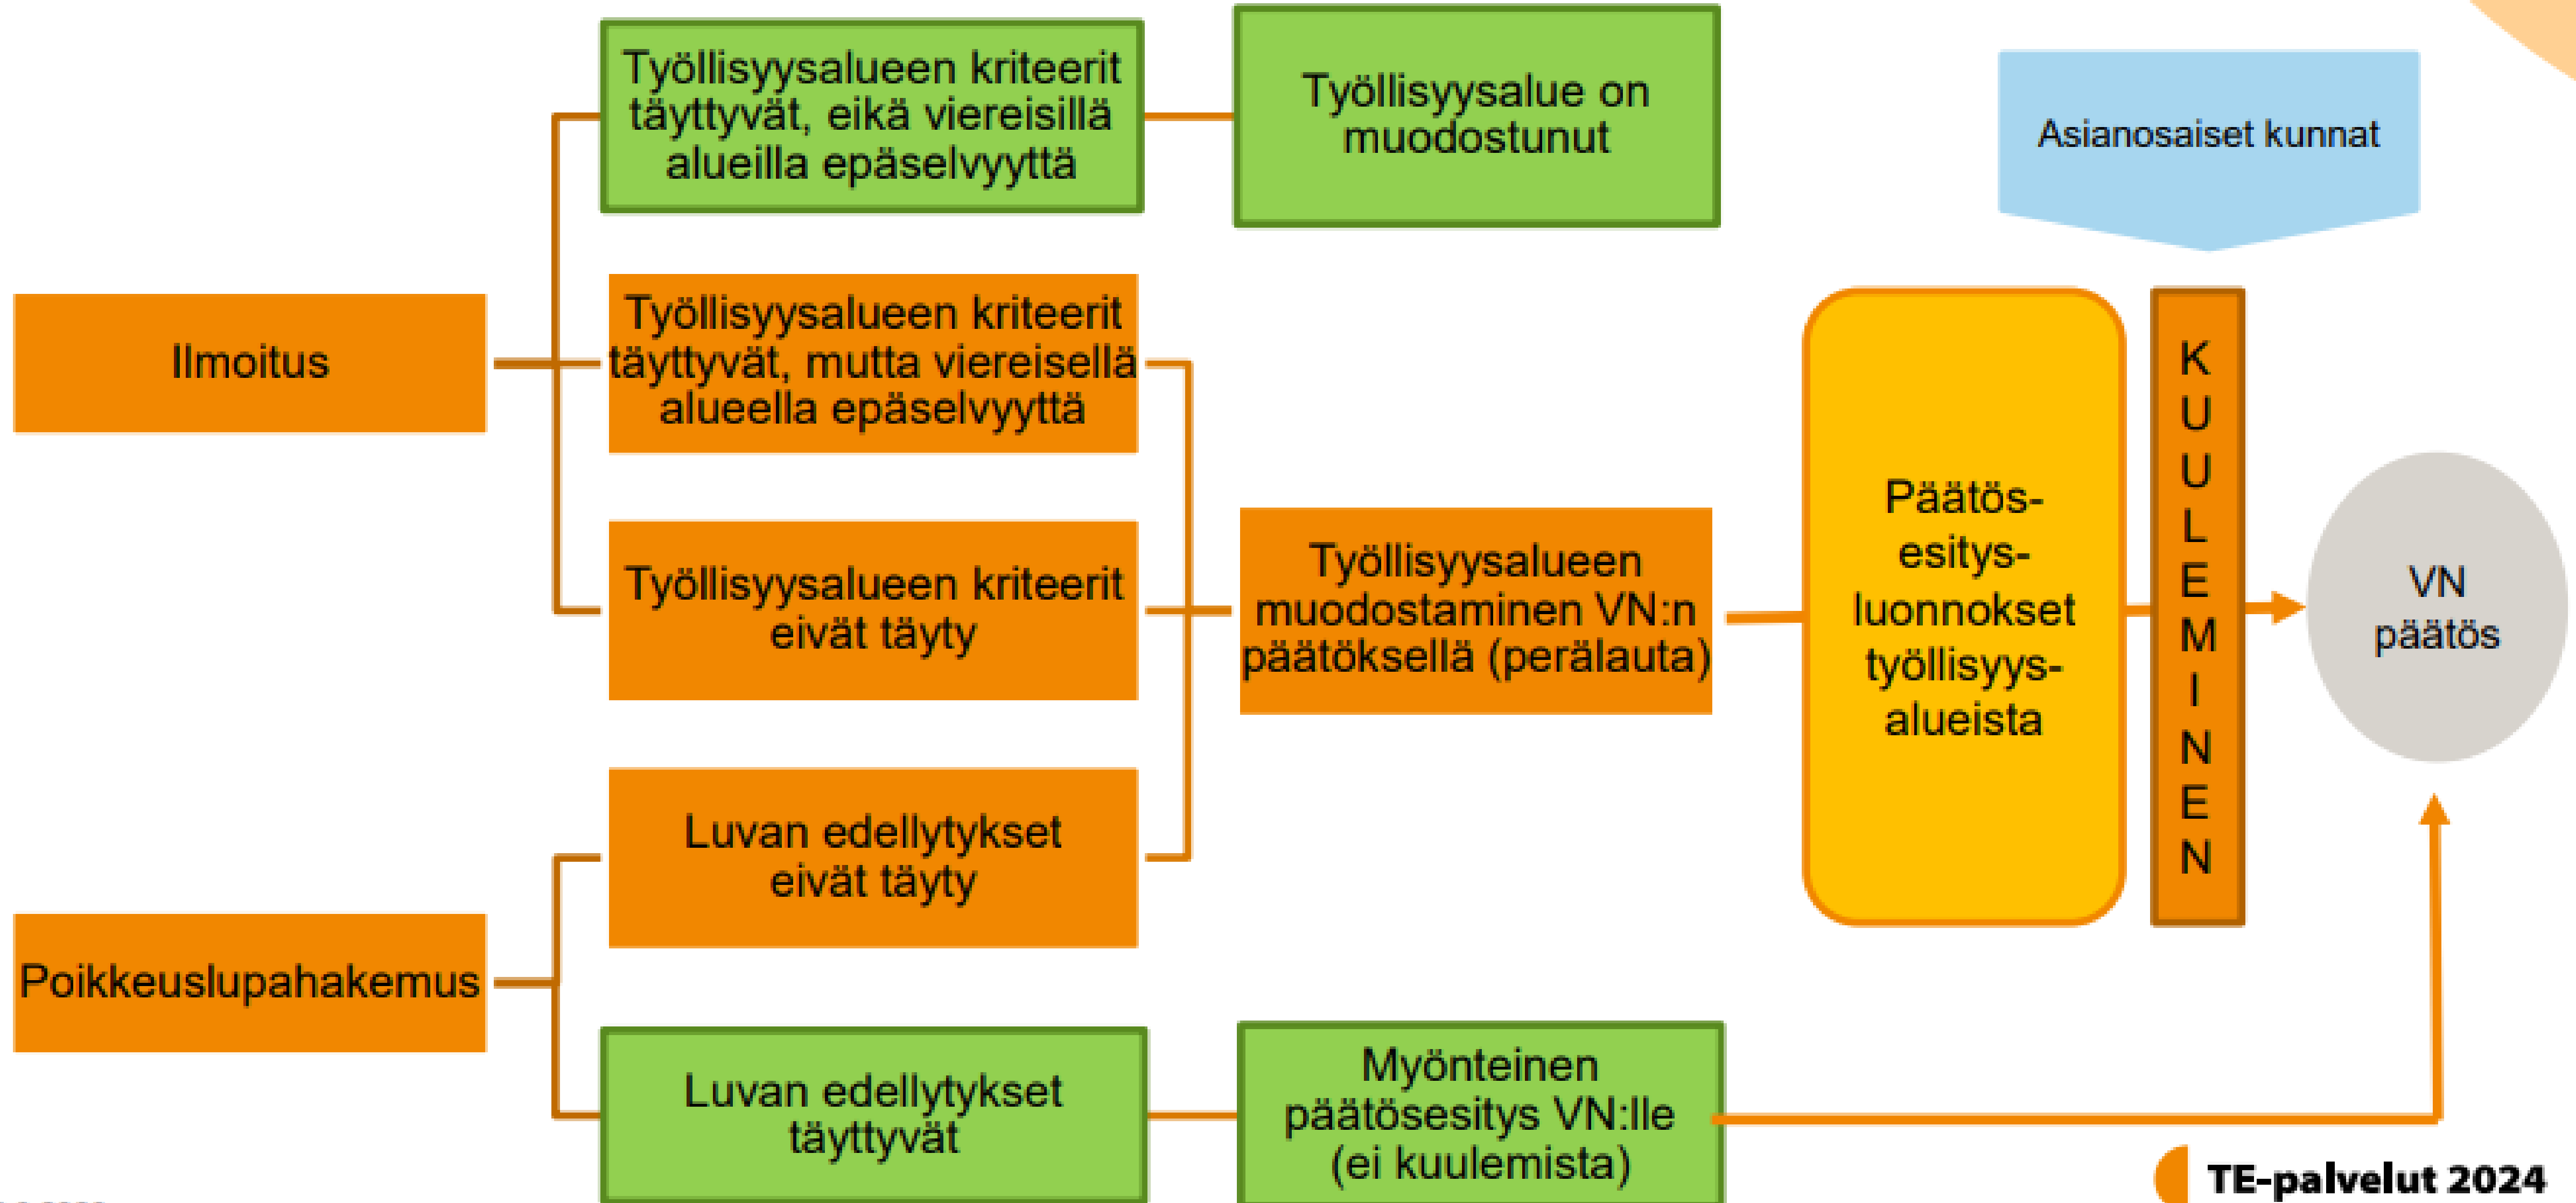 Työllisyysalueen kriteerit
täyttyvät, eikä viereisillä
alueilla epäselvyyttä
Työllisyysalue on
muodostunut
Asianosaiset kunnat
Ilmoitus
Työllisyysalueen kriteerit
täyttyvät, mutta viereisellä
alueella epäselvyyttä
Työllisyysalueen kriteerit
eivät täyty
Työllisyysalueen
muodostaminen VN:n
päätöksellä (perälauta)
Päätös-
esitys-
luonnokset
työllisyys-
alueista
K
U
U
L
E
M
I
N
E
N
VN
päätös
Luvan edellytykset
eivät täyty
Poikkeuslupahakemus
Luvan edellytykset
täyttyvät
Myönteinen
päätösesitys VN:lle
(ei kuulemista)
TE-palvelut 2024